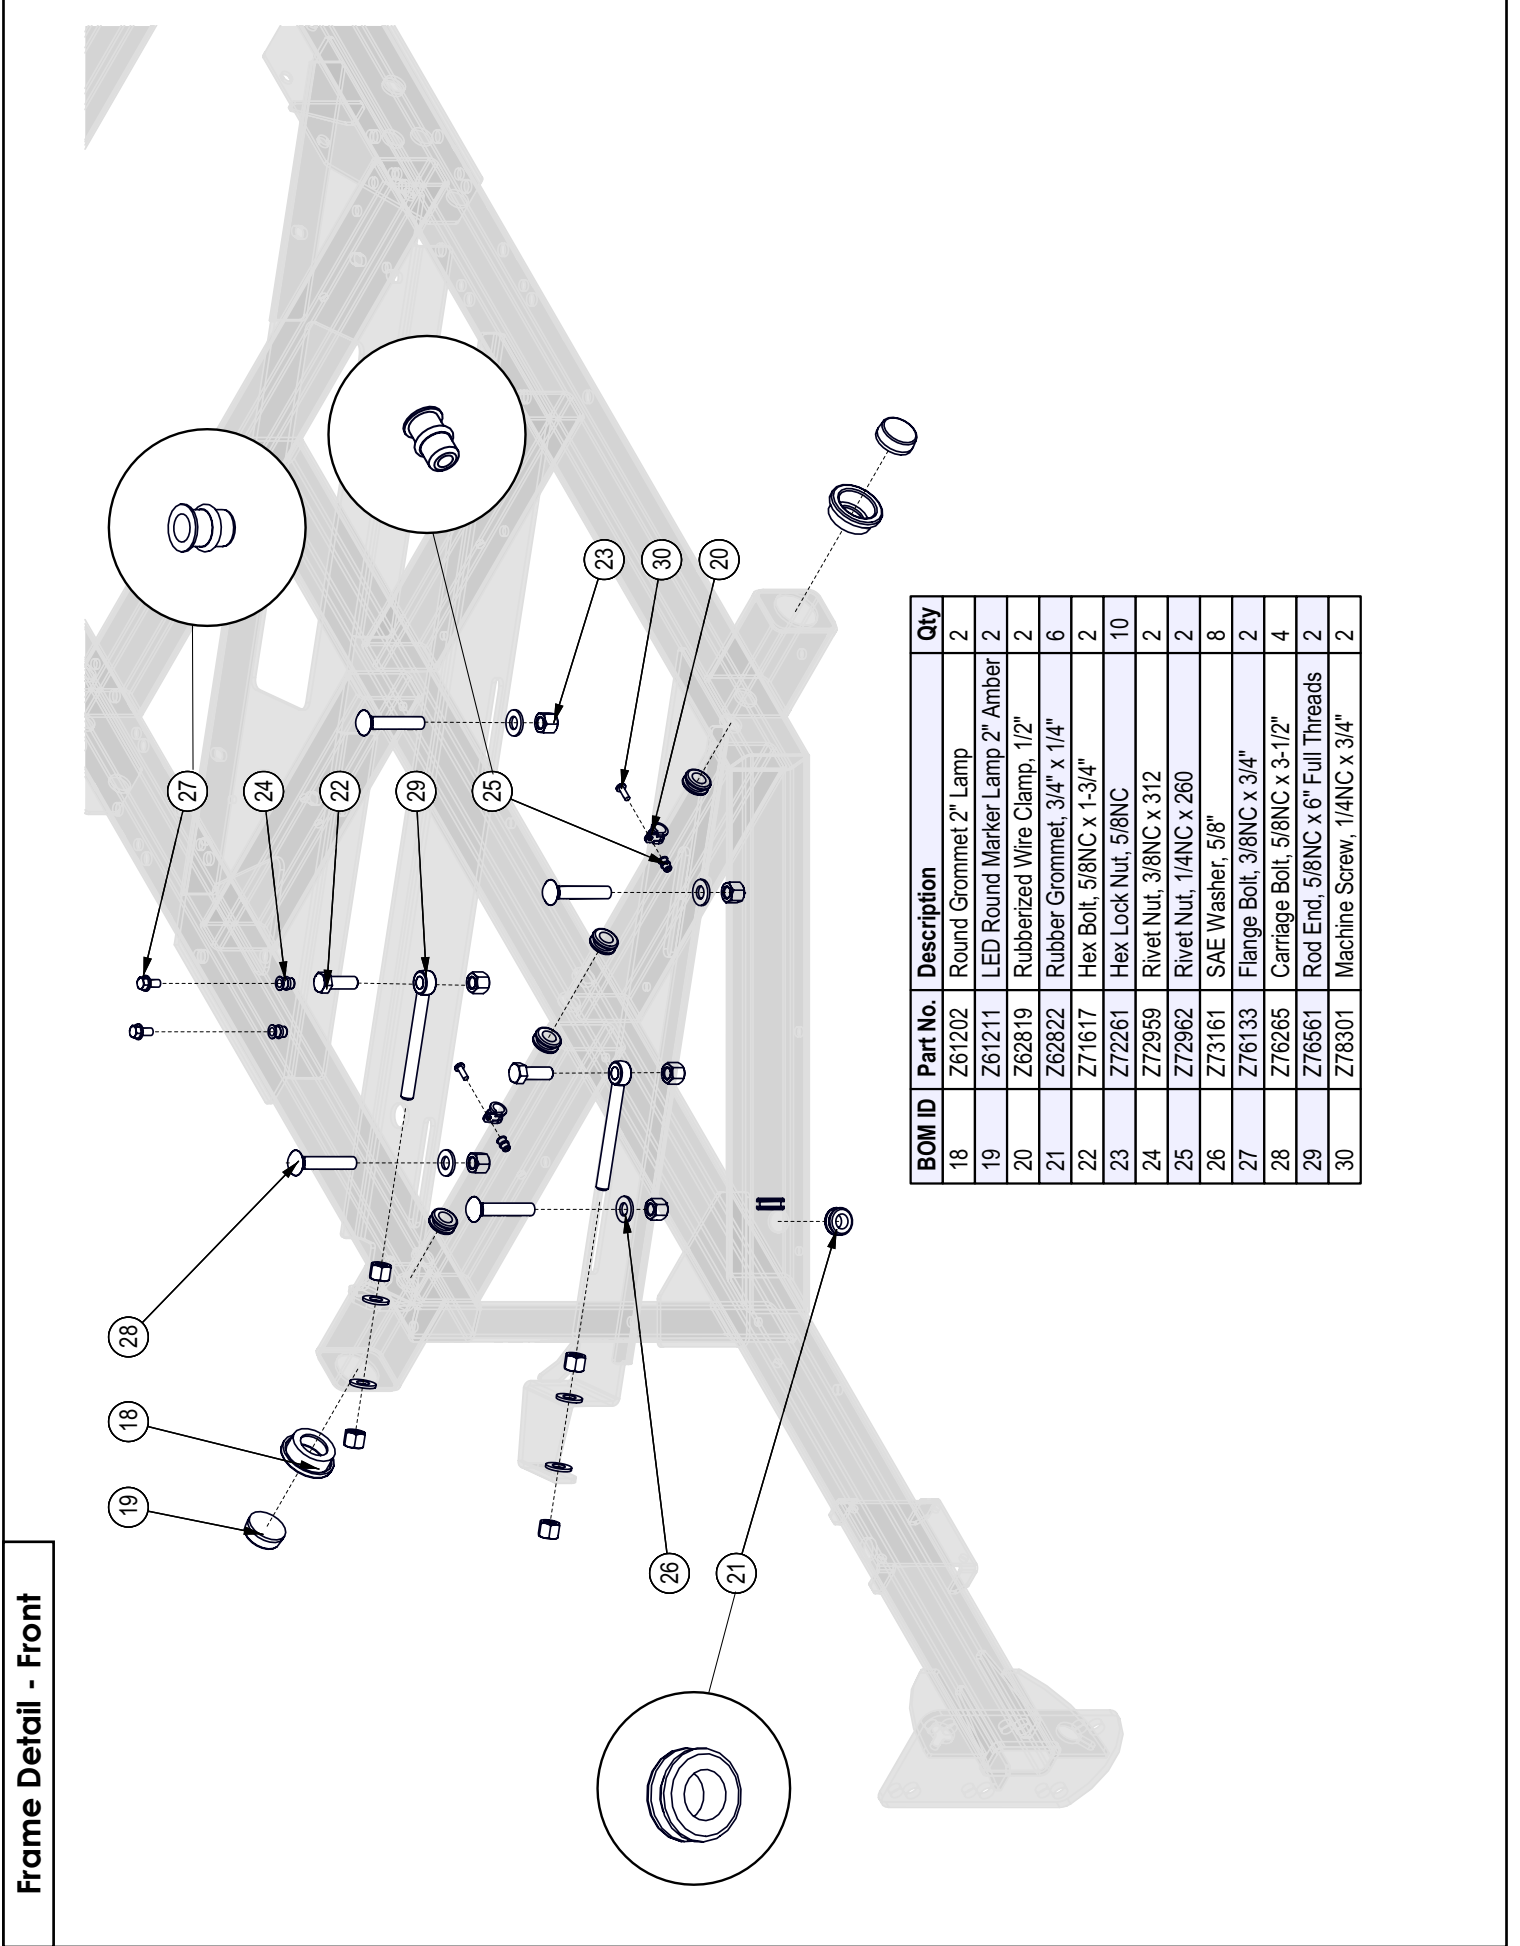 Frame Detail - Front
27
24
22
29
25
23
30
20
28
18
19
26
21
BOM ID Part No. Description Qty
18 Z61202 Round Grommet 2" Lamp 2
19 Z61211 LED Round Marker Lamp 2" Amber 2
20 Z62819 Rubberized Wire Clamp, 1/2" 2
21 Z62822 Rubber Grommet, 3/4" x 1/4" 6
22 Z71617 Hex Bolt, 5/8NC x 1-3/4" 2
23 Z72261 Hex Lock Nut, 5/8NC 10
24 Z72959 Rivet Nut, 3/8NC x 312 2
25 Z72962 Rivet Nut, 1/4NC x 260 2
26 Z73161 SAE Washer, 5/8" 8
27 Z76133 Flange Bolt, 3/8NC x 3/4" 2
28 Z76265 Carriage Bolt, 5/8NC x 3-1/2" 4
29 Z76561 Rod End, 5/8NC x 6" Full Threads 2
30 Z78301 Machine Screw, 1/4NC x 3/4" 2